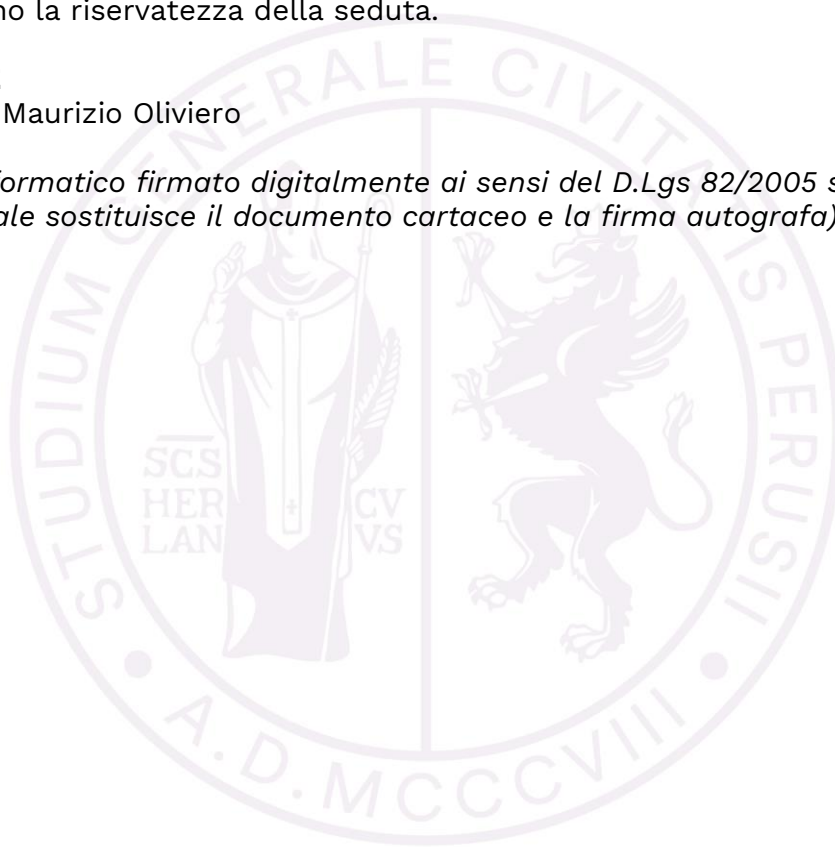 no la riservatezza della seduta.
Maurizio Oliviero
ormatico firmato digitalmente ai sensi del D.Lgs 82/2005 s
ale sostituisce il documento cartaceo e la firma autografa)
STUDIUM GENERALE CIVITATIS PERUSII
SCS
HER
LAN
CV
VS
A.D. MCCCVIII